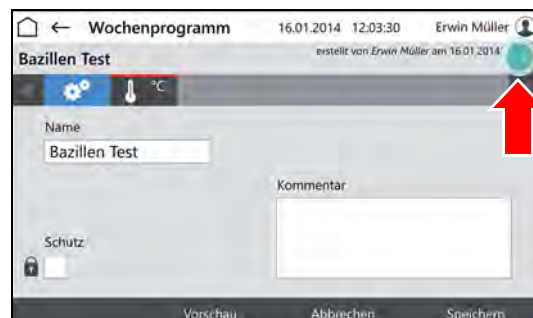 ← Wochenprogramm 16.01.2014 12:03:30 Erwin Müller
Bazillen Test erstellt von Erwin Müller am 16.01.2014
°C
Name
Bazillen Test
Kommentar
Schutz
Vorschau Abbrechen Speichern